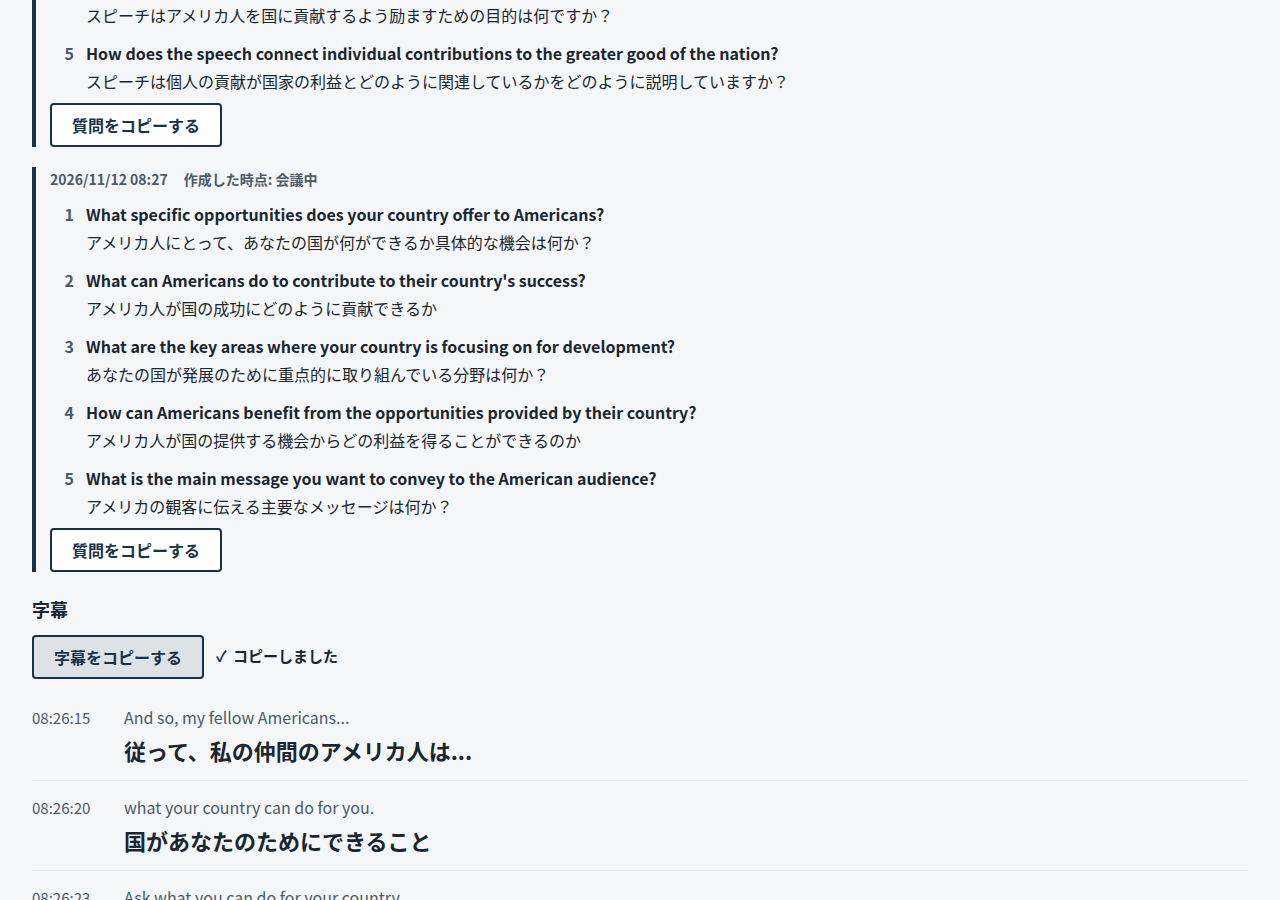 スピーチはアメリカ人を国に貢献するよう励ますための目的は何ですか？
5 How does the speech connect individual contributions to the greater good of the nation?
スピーチは個人の貢献が国家の利益とどのように関連しているかをどのように説明していますか？
質問をコピーする
2026/11/12 08:27 作成した時点: 会議中
1 What specific opportunities does your country offer to Americans?
アメリカ人にとって、あなたの国が何ができるか具体的な機会は何か？
2 What can Americans do to contribute to their country's success?
アメリカ人が国の成功にどのように貢献できるか
3 What are the key areas where your country is focusing on for development?
あなたの国が発展のために重点的に取り組んでいる分野は何か？
4 How can Americans benefit from the opportunities provided by their country?
アメリカ人が国の提供する機会からどの利益を得ることができるのか
5 What is the main message you want to convey to the American audience?
アメリカの観客に伝える主要なメッセージは何か？
質問をコピーする
字幕
字幕をコピーする ✓ コピーしました
08:26:15 And so, my fellow Americans...
従って、私の仲間のアメリカ人は...
08:26:20 what your country can do for you.
国があなたのためにできること
08:26:23 Ask what you can do for your country